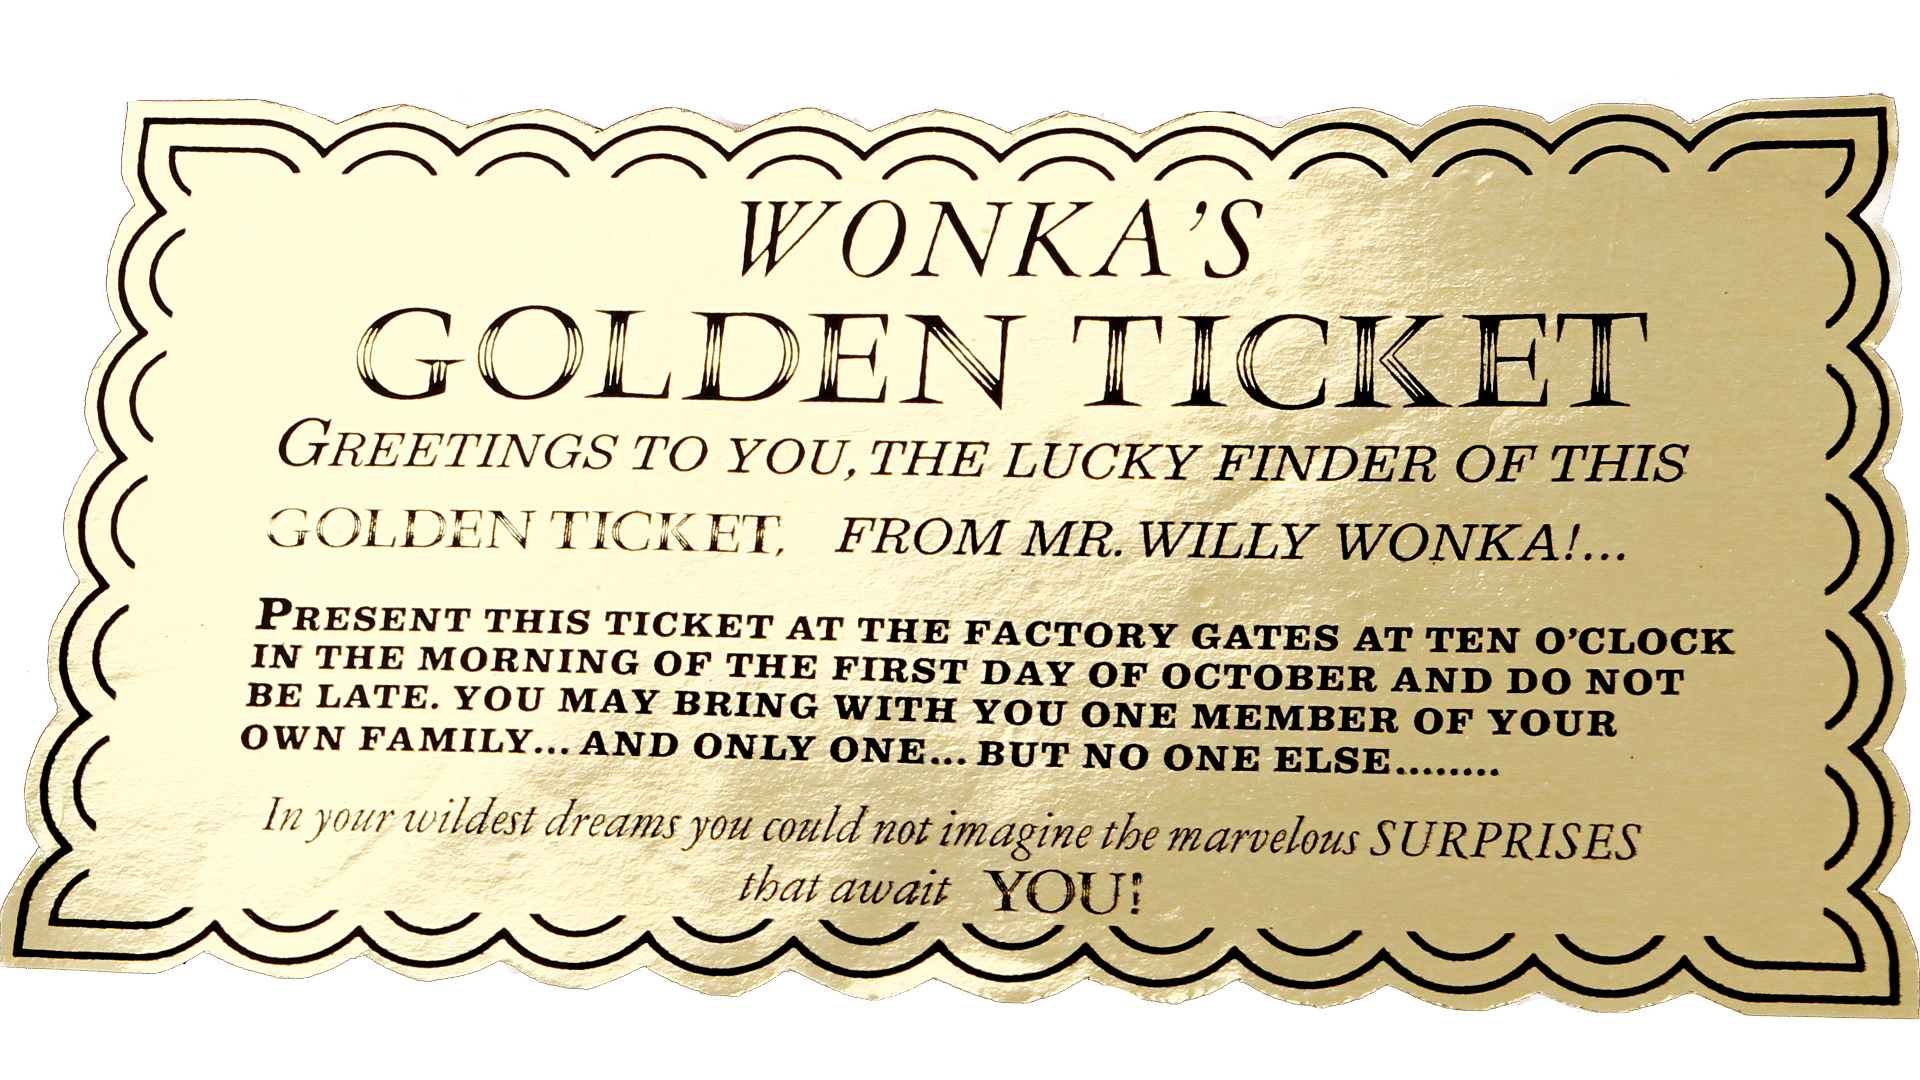 WONKA'S
GOLDEN TICKET
GREETINGS TO YOU, THE LUCKY FINDER OF THIS
GOLDEN TICKET, FROM MR. WILLY WONKA!...
PRESENT THIS TICKET AT THE FACTORY GATES AT TEN O'CLOCK
IN THE MORNING OF THE FIRST DAY OF OCTOBER AND DO NOT
BE LATE. YOU MAY BRING WITH YOU ONE MEMBER OF YOUR
OWN FAMILY... AND ONLY ONE... BUT NO ONE ELSE........
In your wildest dreams you could not imagine the marvelous SURPRISES
that await YOU!